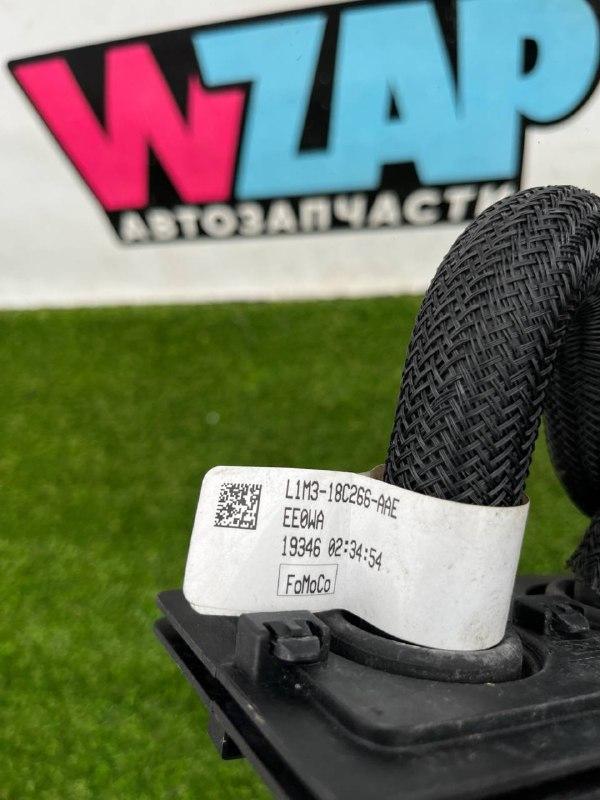 WZAP
АВТОЗАПЧАСТИ
L1M3-18C266-AAE
EE0WA
19346 02:34:54
FoMoCo